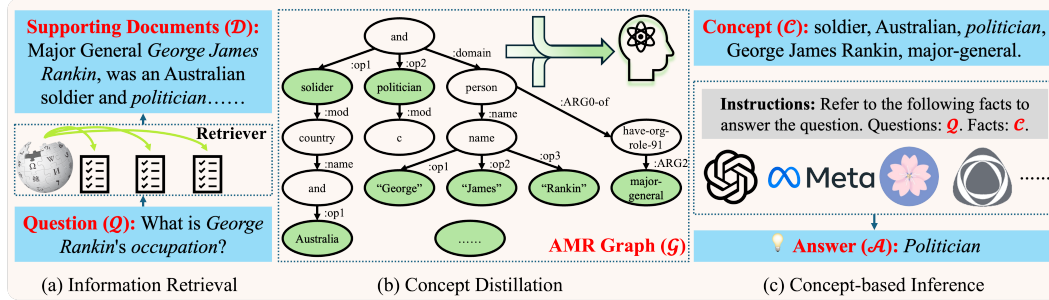 Supporting Documents (D):
Major General George James
Rankin, was an Australian
soldier and politician……
Retriever
Question (Q): What is George
Rankin's occupation?
(a) Information Retrieval
and
:op1
:op2
:domain
solider
politician
person
:mod
:mod
:name
:ARG0-of
country
c
name
have-org-
role-91
:name
:op1
:op2
:op3
:ARG2
and
"George"
"James"
"Rankin"
major-
general
:op1
Australia
……
AMR Graph (G)
(b) Concept Distillation
Concept (C): soldier, Australian, politician,
George James Rankin, major-general.
Instructions: Refer to the following facts to
answer the question. Questions: Q. Facts: C.
Meta
……
Answer (A): Politician
(c) Concept-based Inference